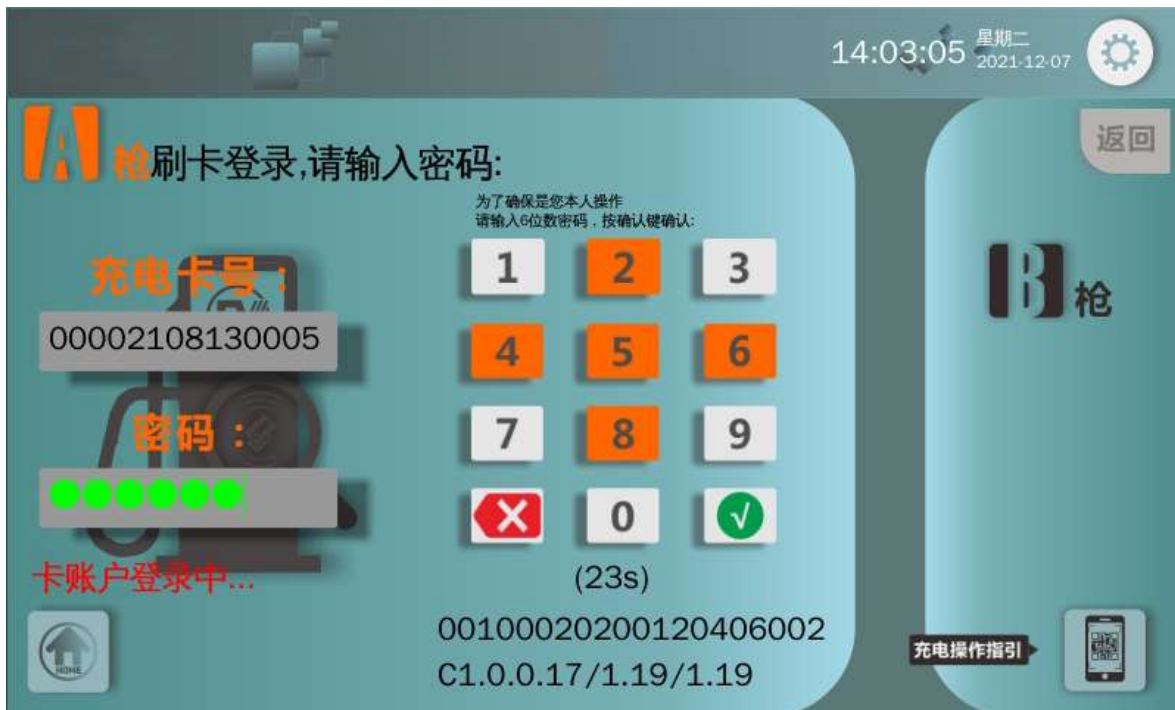 14:03:05
星期二
2021-12-07
返回
A枪刷卡登录,请输入密码:
为了确保是您本人操作
请输入6位数密码，按确认键确认:
充电卡号：
00002108130005
密码：
卡账户登录中...
HOME
1 2 3
4 5 6
7 8 9
0 √
(23s)
00100020200120406002
C1.0.0.17/1.19/1.19
B枪
充电操作指引